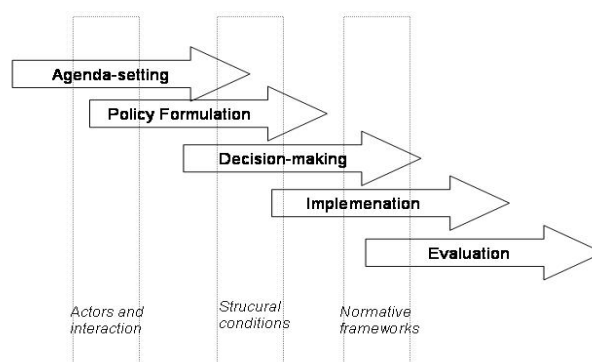 Agenda-setting
Policy Formulation
Decision-making
Implemenation
Evaluation
Actors and
interaction
Strucural
conditions
Normative
frameworks